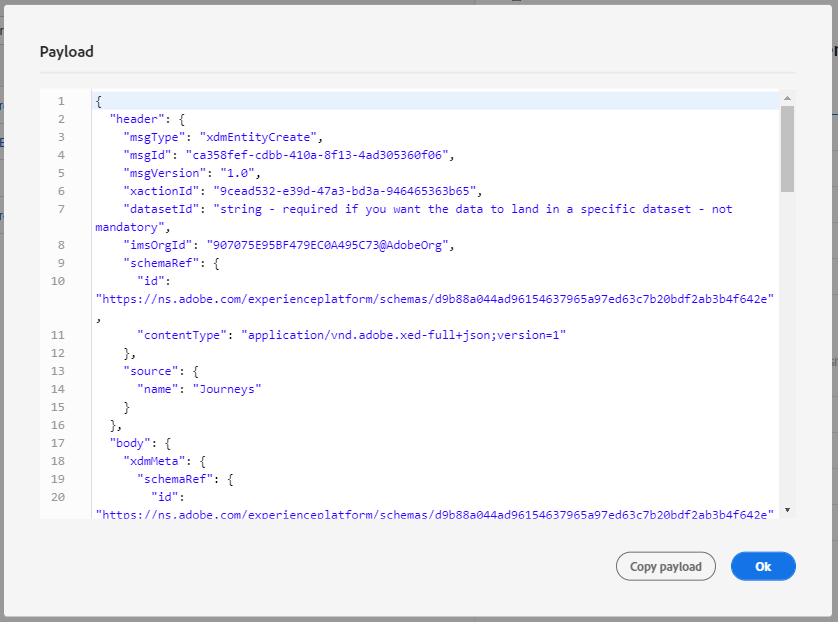 Payload
1 {
2 "header": {
3 "msgType": "xdmEntityCreate",
4 "msgId": "ca358fef-cdbb-410a-8f13-4ad305360f06",
5 "msgVersion": "1.0",
6 "xactionId": "9cead532-e39d-47a3-bd3a-946465363b65",
7 "datasetId": "string - required if you want the data to land in a specific dataset - not
mandatory",
8 "imsOrgId": "907075E95BF479EC0A495C73@AdobeOrg",
9 "schemaRef": {
10 "id":
"https://ns.adobe.com/experienceplatform/schemas/d9b88a044ad96154637965a97ed63c7b20bdf2ab3b4f642e"
,
11 "contentType": "application/vnd.adobe.xed-full+json;version=1"
12 },
13 "source": {
14 "name": "Journeys"
15 }
16 },
17 "body": {
18 "xdmMeta": {
19 "schemaRef": {
20 "id":
"https://ns.adobe.com/experienceplatform/schemas/d9b88a044ad96154637965a97ed63c7b20bdf2ab3b4f642e"
Copy payload
Ok